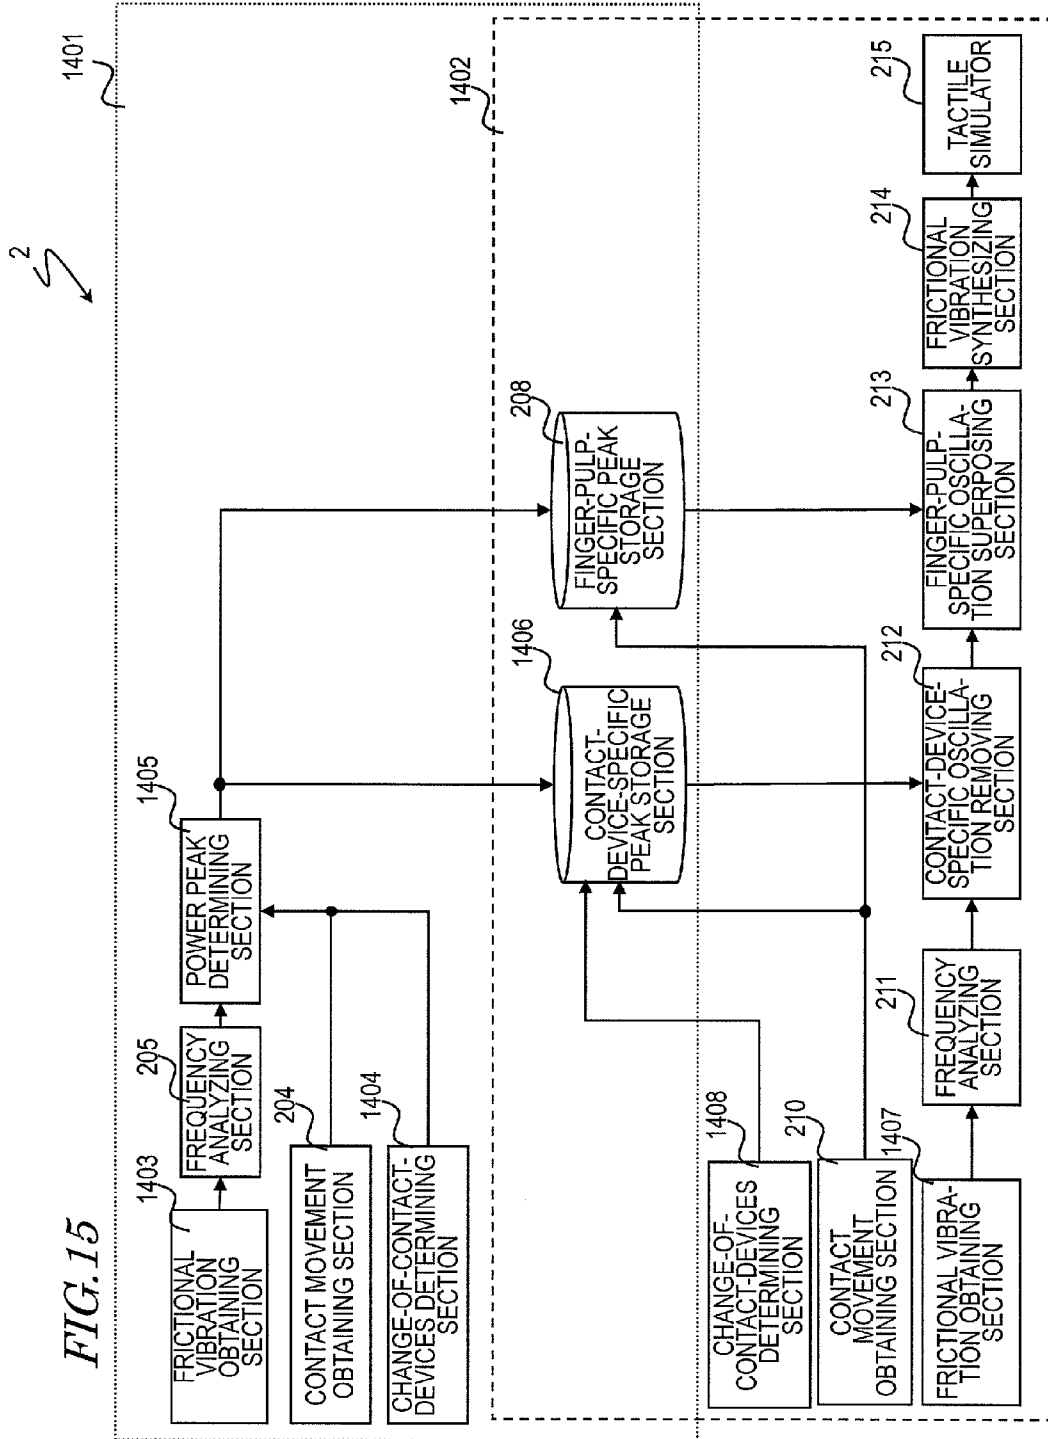 FIG.15
2
1401
1402
1403
FRICTIONAL
VIBRATION
OBTAINING
SECTION
205
FREQUENCY
ANALYZING
SECTION
1405
POWER PEAK
DETERMINING
SECTION
204
CONTACT MOVEMENT
OBTAINING SECTION
1404
CHANGE-OF-CONTACT-
DEVICES DETERMINING
SECTION
1406
CONTACT-
DEVICE-SPECIFIC
PEAK STORAGE
SECTION
208
FINGER-PULP-
SPECIFIC PEAK
STORAGE
SECTION
1408
CHANGE-OF-
CONTACT-DEVICES
DETERMINING
SECTION
210
CONTACT
MOVEMENT
OBTAINING SECTION
1407
FRICTIONAL VIBRA-
TION OBTAINING
SECTION
211
FREQUENCY
ANALYZING
SECTION
212
CONTACT-DEVICE-
SPECIFIC OSCILLA-
TION REMOVING
SECTION
213
FINGER-PULP-
SPECIFIC OSCILLA-
TION SUPERPOSING
SECTION
214
FRICTIONAL
VIBRATION
SYNTHESIZING
SECTION
215
TACTILE
SIMULATOR